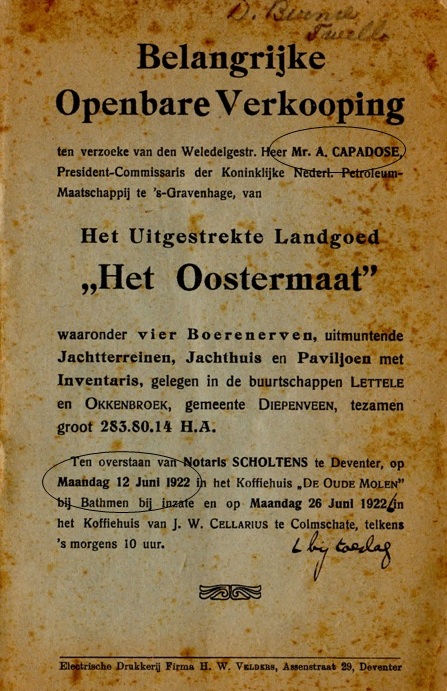 D.
Twello
Belangrijke
Openbare Verkooping
ten verzoeke van den Weledelgestr. Heer Mr. A. CAPADOSE,
President-Commissaris der Koninklijke Nederl. Petroleum-
Maatschappij te 's-Gravenhage, van
Het Uitgestrekte Landgoed
„Het Oostermaat”
waaronder vier Boerenerven, uitmuntende
Jachtterreinen, Jachthuis en Paviljoen met
Inventaris, gelegen in de buurtschappen LETTELE
en OKKENBROEK, gemeente DIEPENVEEN, tezamen
groot 283.80.14 H.A.
Ten overstaan van Notaris SCHOLTENS te Deventer, op
Maandag 12 Juni 1922 in het Koffiehuis „DE OUDE MOLEN”
bij Bathmen bij inzate en op Maandag 26 Juni 1922 in
het Koffiehuis van J. W. CELLARIUS te Colmschate, telkens
's morgens 10 uur.
bij toeslag
Electrische Drukkerij Firma H. W. VELDERS, Assenstraat 29, Deventer